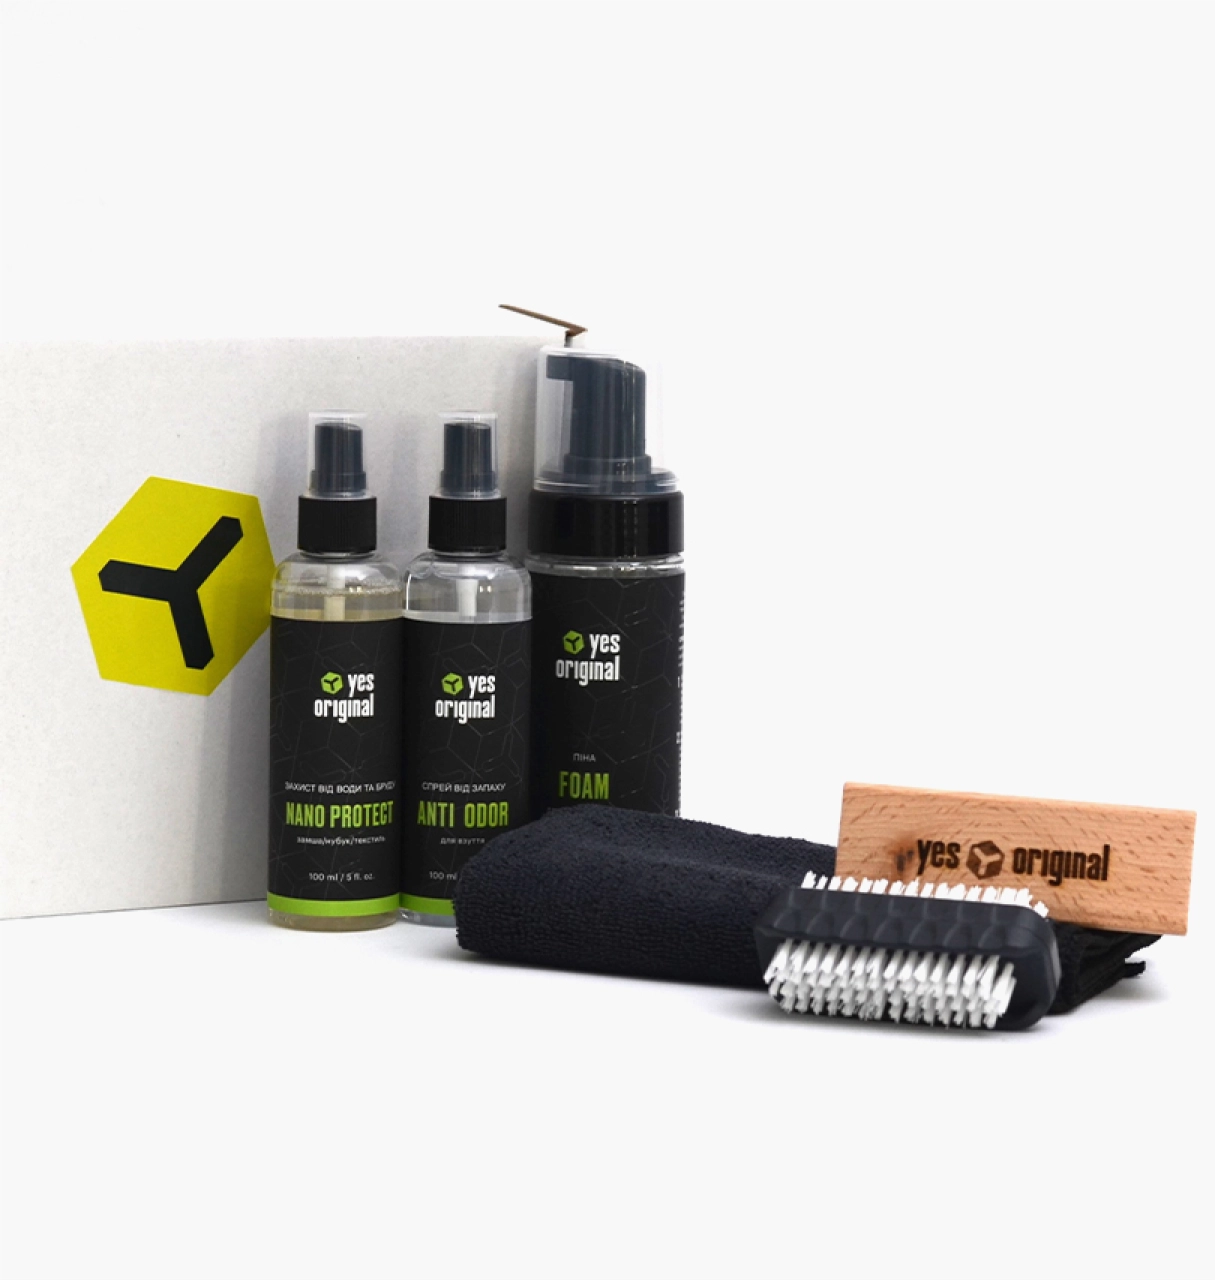 yes
original
ЗАХИСТ ВІД ВОДИ ТА БРУДУ
NANO PROTECT
замша/нубук/текстиль
100 ml / 5 fl. oz.
yes
original
СПРЕЙ ВІД ЗАПАХУ
ANTI ODOR
для взуття
100 ml
yes
original
ПІНА
FOAM
yes original